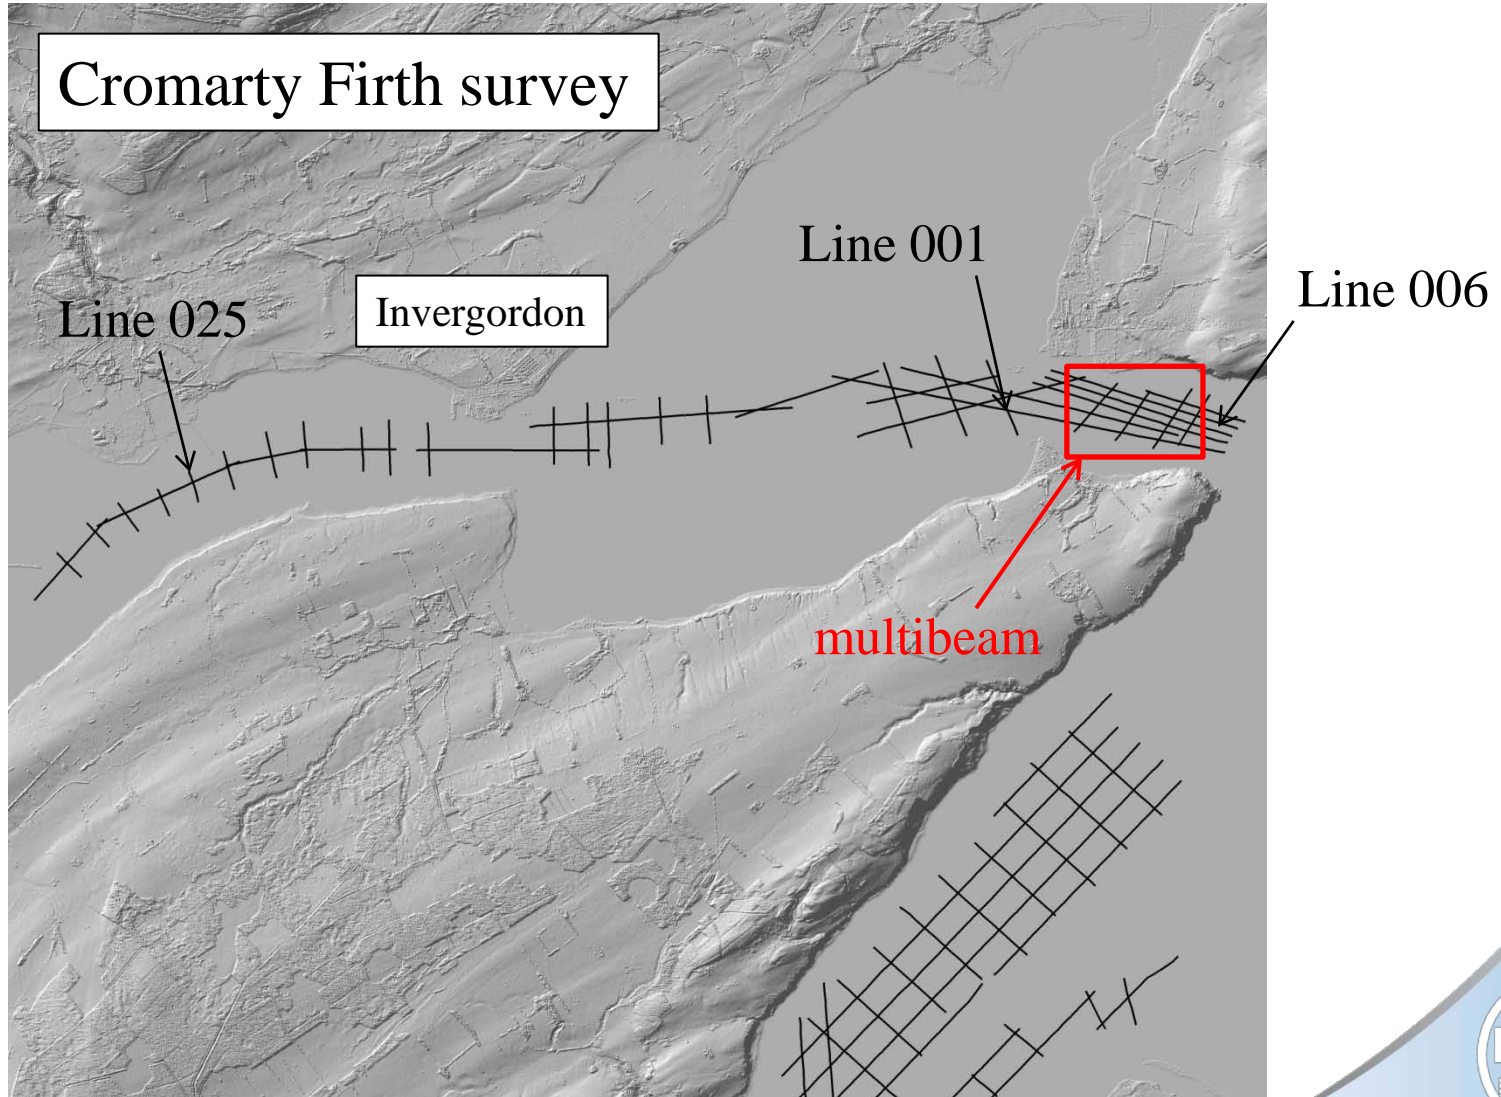 Cromarty Firth survey
Line 001
Line 006
Line 025
Invergordon
multibeam